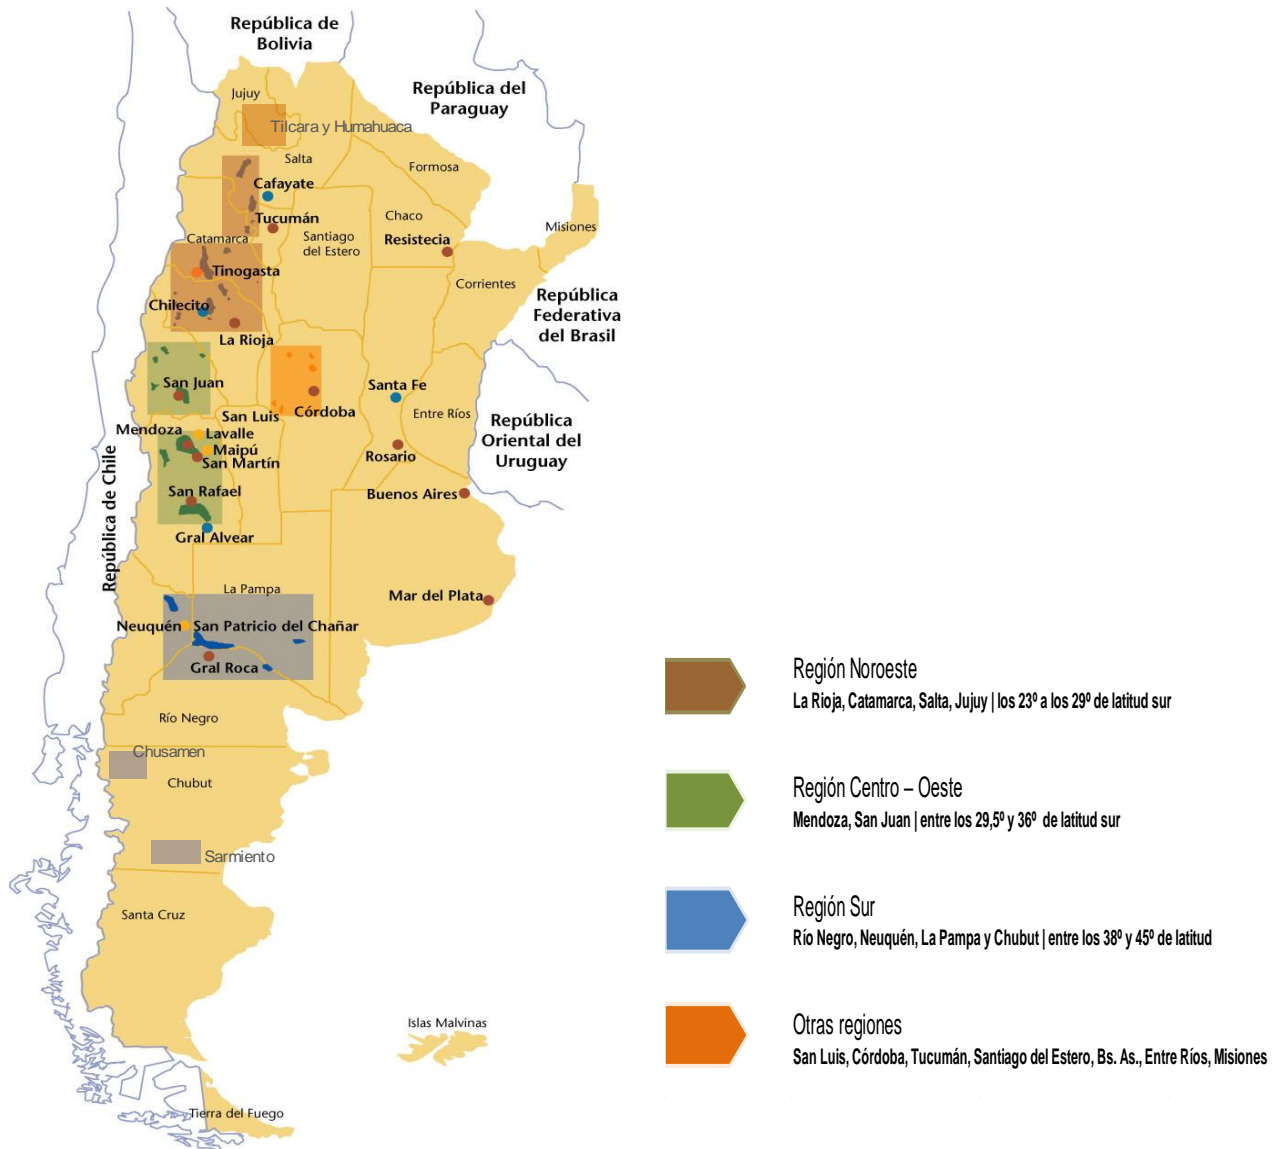 República de
Bolivia
República del
Paraguay
Jujuy
Tilcara y Humahuaca
Salta
Formosa
Cafayate
Tucumán
Chaco
Santiago
del Estero
Resistecia
Misiones
Catamarca
Tinogasta
Corrientes
Chilecito
República
Federativa
del Brasil
La Rioja
San Juan
Santa Fe
San Luis
Córdoba
Entre Ríos
República
Oriental del
Uruguay
Mendoza
Lavalle
Maipú
San Martín
Rosario
República de Chile
San Rafael
Buenos Aires
Gral Alvear
La Pampa
Mar del Plata
Neuquén
San Patricio del Chañar
Gral Roca
Río Negro
Chusamen
Chubut
Sarmiento
Santa Cruz
Islas Malvinas
Tierra del Fuego
Región Noroeste
La Rioja, Catamarca, Salta, Jujuy | los 23º a los 29º de latitud sur
Región Centro – Oeste
Mendoza, San Juan | entre los 29,5º y 36º de latitud sur
Región Sur
Río Negro, Neuquén, La Pampa y Chubut | entre los 38º y 45º de latitud
Otras regiones
San Luis, Córdoba, Tucumán, Santiago del Estero, Bs. As., Entre Ríos, Misiones